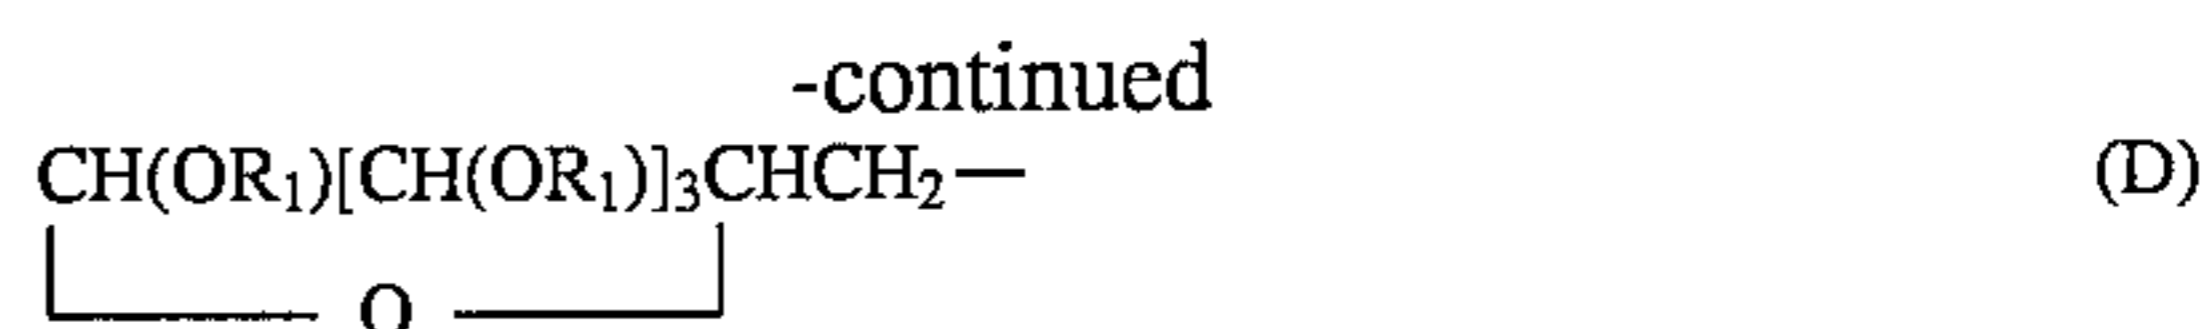 -continued
CH(OR₁)[CH(OR₁)]₃CHCH₂— (D)
O